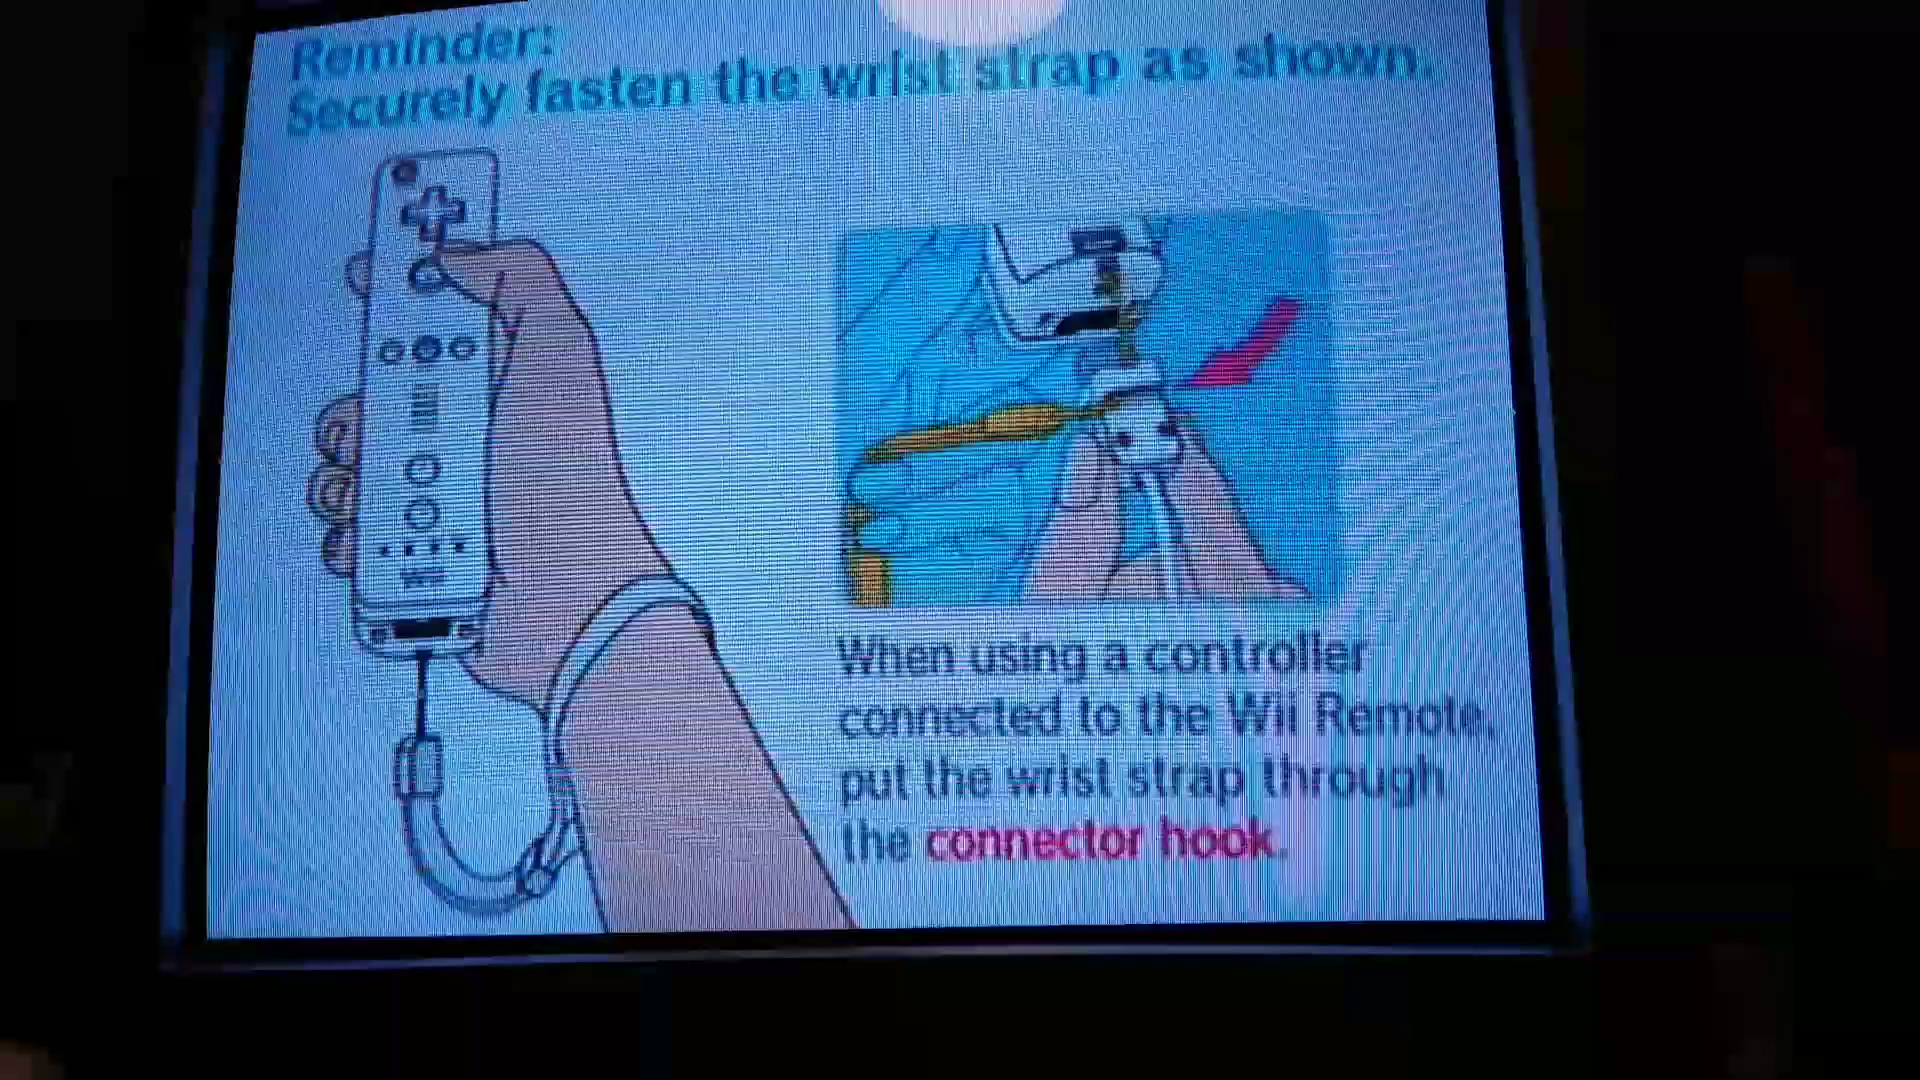 Reminder:
Securely fasten the wrist strap as shown.
Wii
When using a controller
connected to the Wii Remote,
put the wrist strap through
the connector hook.